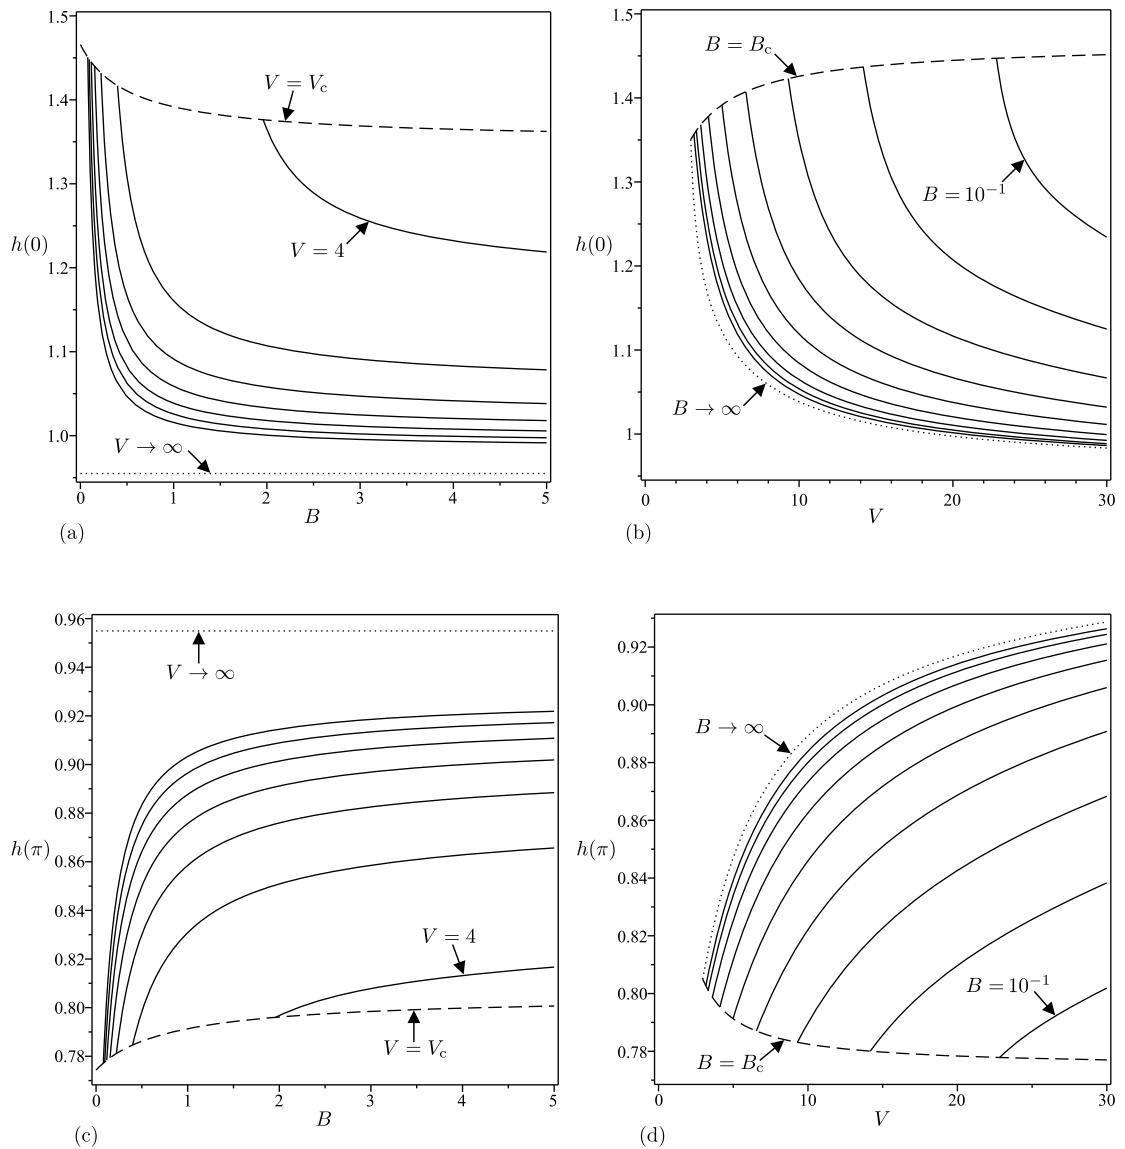 1.5
1.4
1.3
1.2
1.1
1.0
h(0)
V = V_c
V = 4
V → ∞
0 1 2 3 4 5
B
(a)
1.5
1.4
1.3
1.2
1.1
1
h(0)
B = B_c
B = 10⁻¹
B → ∞
0 10 20 30
V
(b)
0.96
0.94
0.92
0.90
0.88
0.86
0.84
0.82
0.80
0.78
h(π)
V → ∞
V = 4
V = V_c
0 1 2 3 4 5
B
(c)
0.92
0.90
0.88
0.86
0.84
0.82
0.80
0.78
h(π)
B → ∞
B = 10⁻¹
B = B_c
0 10 20 30
V
(d)